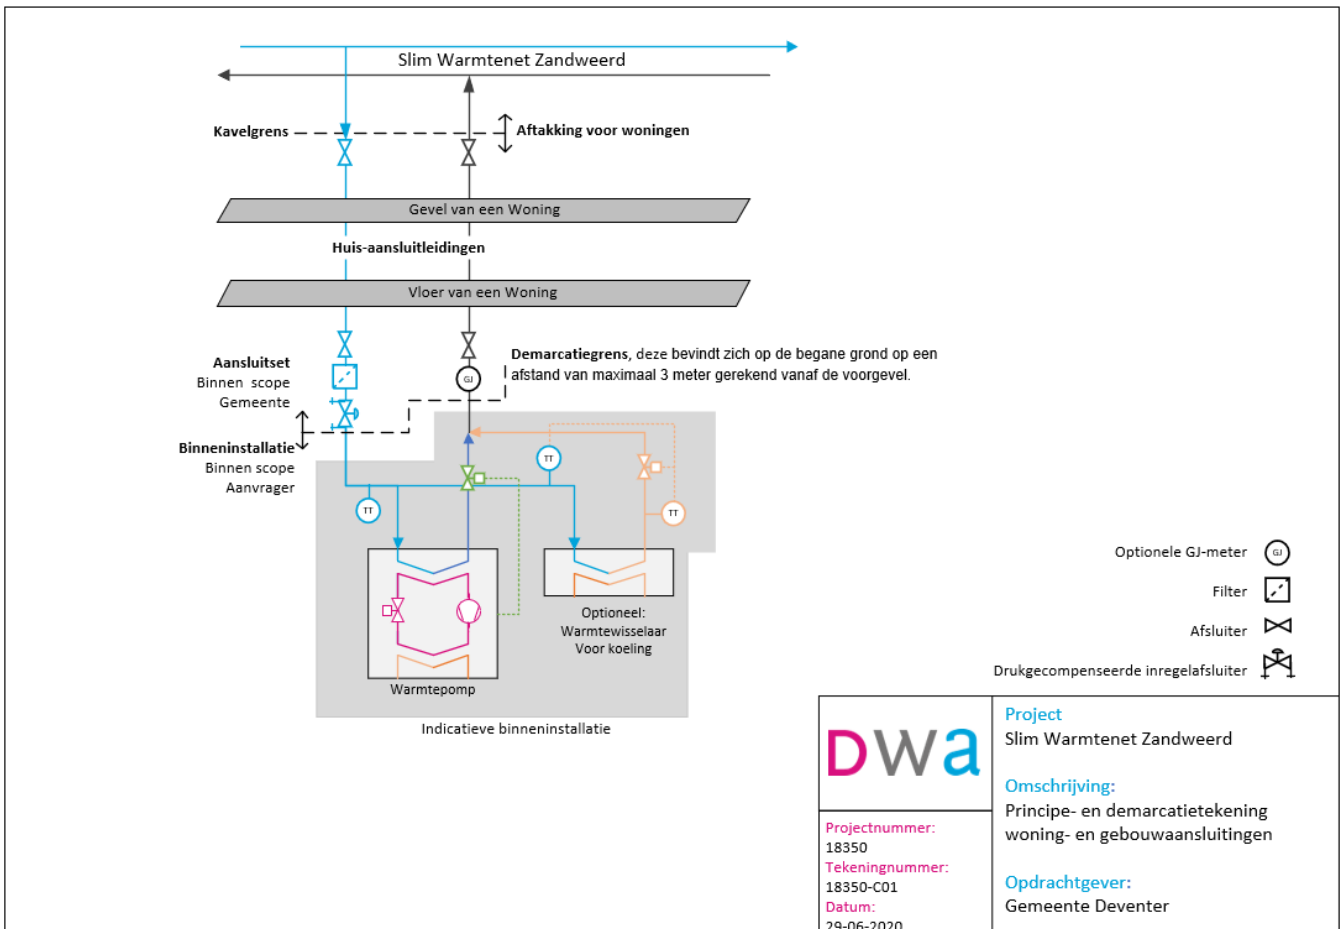 Slim Warmtenet Zandweerd
Kavelgrens
Aftakking voor woningen
Gevel van een Woning
Huis-aansluitleidingen
Vloer van een Woning
Aansluitset
Binnen scope
Gemeente
GJ
Demarcatiegrens, deze bevindt zich op de begane grond op een
afstand van maximaal 3 meter gerekend vanaf de voorgevel.
Binneninstallatie
Binnen scope
Aanvrager
TT
TT
TT
Optioneel:
Warmtewisselaar
Voor koeling
Warmtepomp
Indicatieve binneninstallatie
Optionele GJ-meter
GJ
Filter
Afsluiter
Drukgecompenseerde inregelafsluiter
DWa
Projectnummer:
18350
Tekeningnummer:
18350-C01
Datum:
29-06-2020
Project
Slim Warmtenet Zandweerd
Omschrijving:
Principe- en demarcatietekening
woning- en gebouwaansluitingen
Opdrachtgever:
Gemeente Deventer